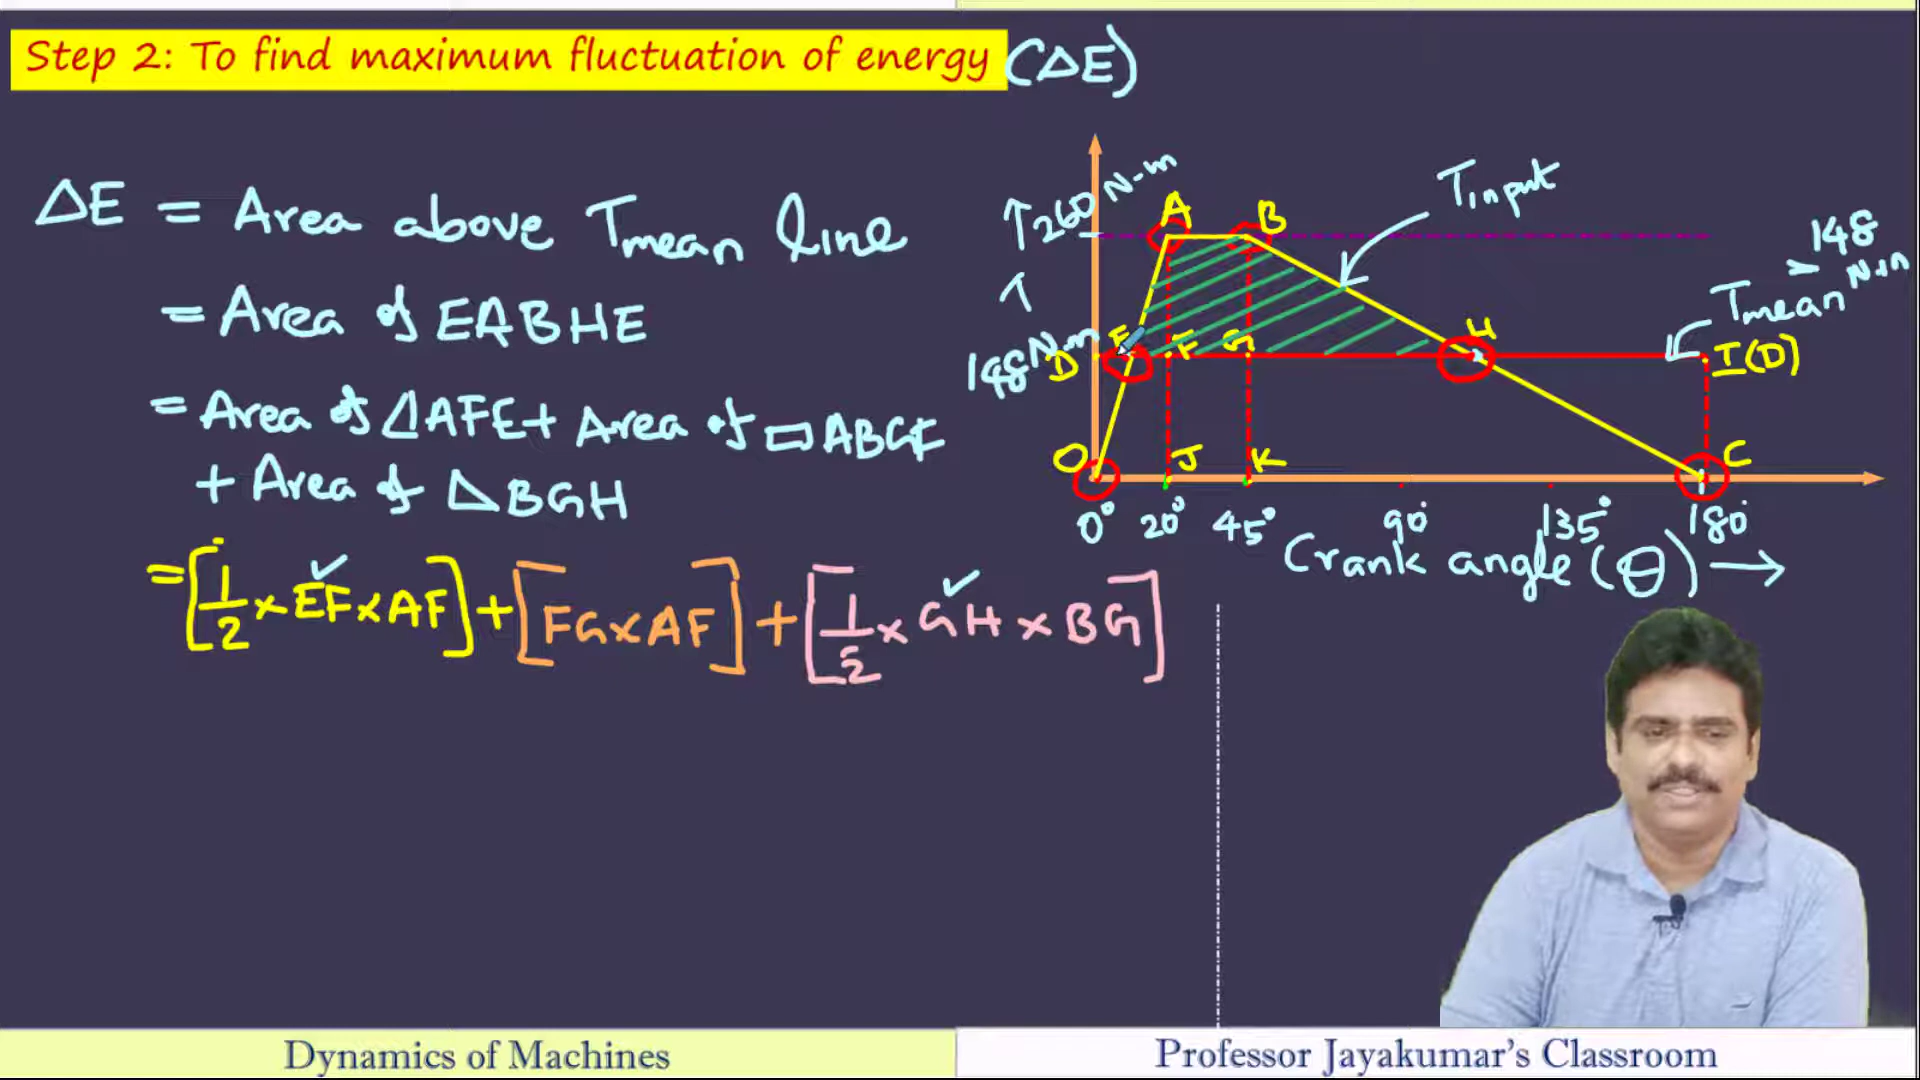 Step 2: To find maximum fluctuation of energy (ΔE)
ΔE = Area above Tmean line
= Area of EABHE
= Area of △AFE + Area of ▭ ABGF
+ Area of △BGH
= [1/2 × EF × AF] + [FG × AF] + [1/2 × GH × BG]
↑260 N-m
↑
148 N-m
A
B
Tinput
= 148 N-m
Tmean
D
E
F
G
H
I(D)
O
J
K
C
0° 20° 45° 90° 135° 180°
Crank angle (θ) →
Dynamics of Machines
Professor Jayakumar's Classroom